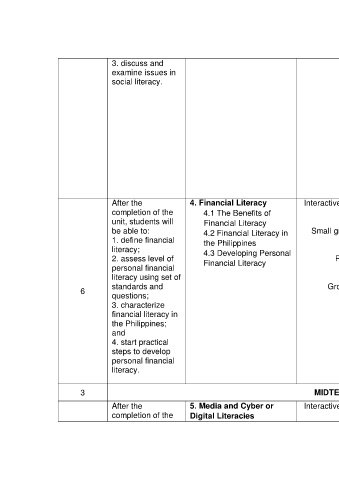 3. discuss and
examine issues in
social literacy.
6
After the
completion of the
unit, students will
be able to:
1. define financial
literacy;
2. assess level of
personal financial
literacy using set of
standards and
questions;
3. characterize
financial literacy in
the Philippines;
and
4. start practical
steps to develop
personal financial
literacy.
4. Financial Literacy
4.1 The Benefits of
Financial Literacy
4.2 Financial Literacy in
the Philippines
4.3 Developing Personal
Financial Literacy
Interactive
Small g
Gro
3
MIDTE
After the
completion of the
5. Media and Cyber or
Digital Literacies
Interactive